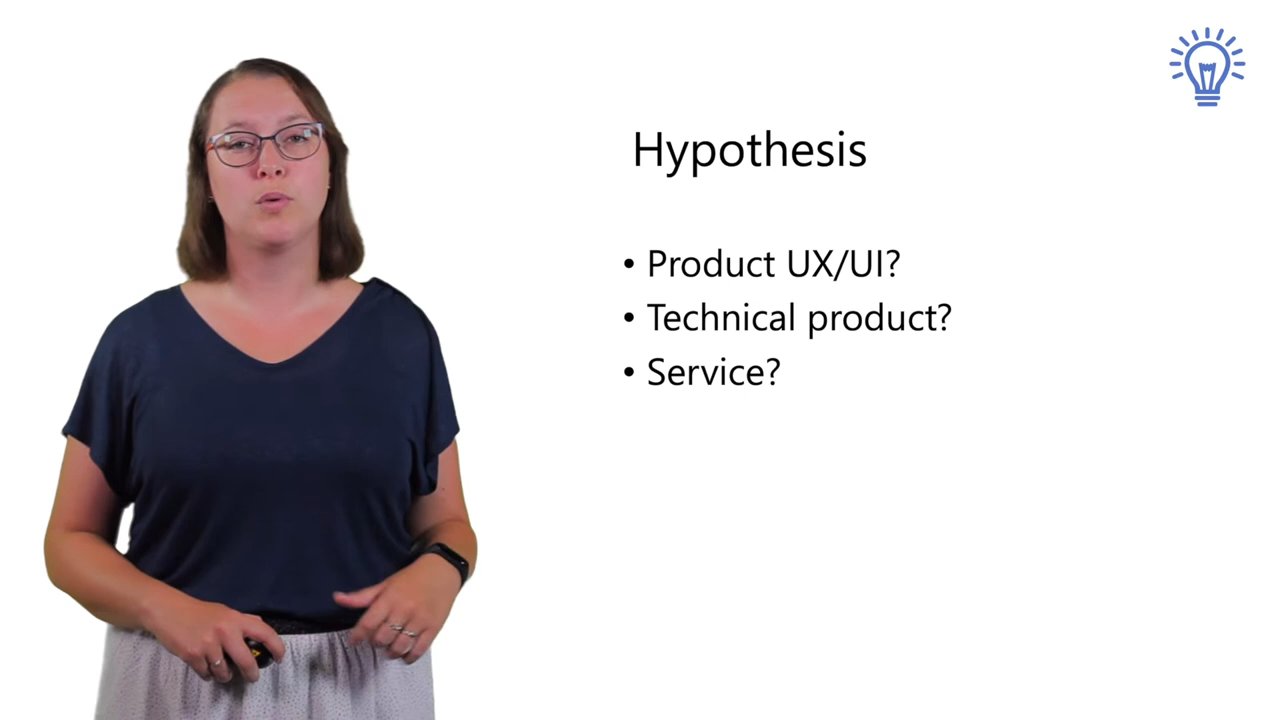 Hypothesis
• Product UX/UI?
• Technical product?
• Service?